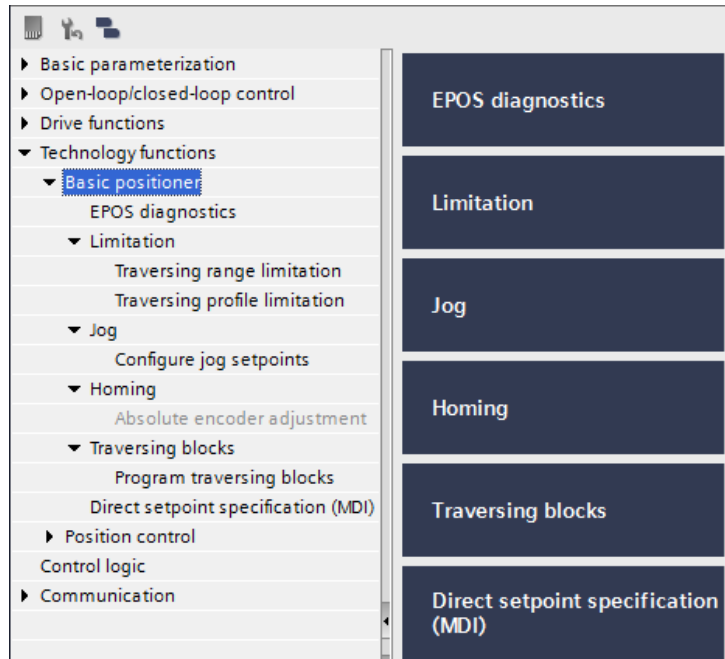 Basic parameterization
Open-loop/closed-loop control
Drive functions
Technology functions
Basic positioner
EPOS diagnostics
Limitation
Traversing range limitation
Traversing profile limitation
Jog
Configure jog setpoints
Homing
Absolute encoder adjustment
Traversing blocks
Program traversing blocks
Direct setpoint specification (MDI)
Position control
Control logic
Communication
EPOS diagnostics
Limitation
Jog
Homing
Traversing blocks
Direct setpoint specification
(MDI)